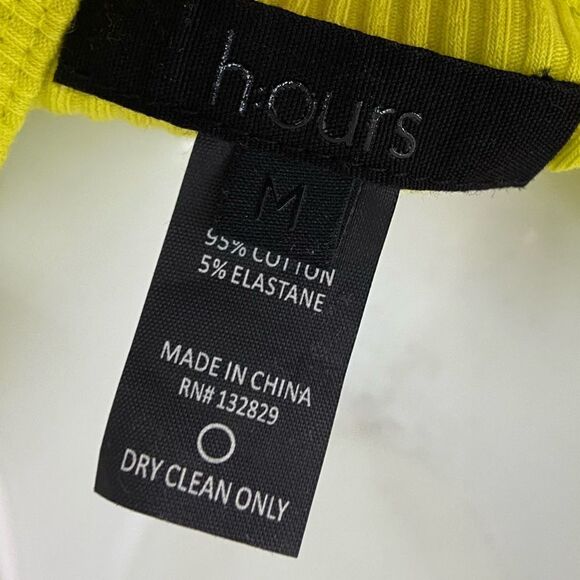 h:ours
M
95% COTTON
5% ELASTANE
MADE IN CHINA
RN# 132829
DRY CLEAN ONLY